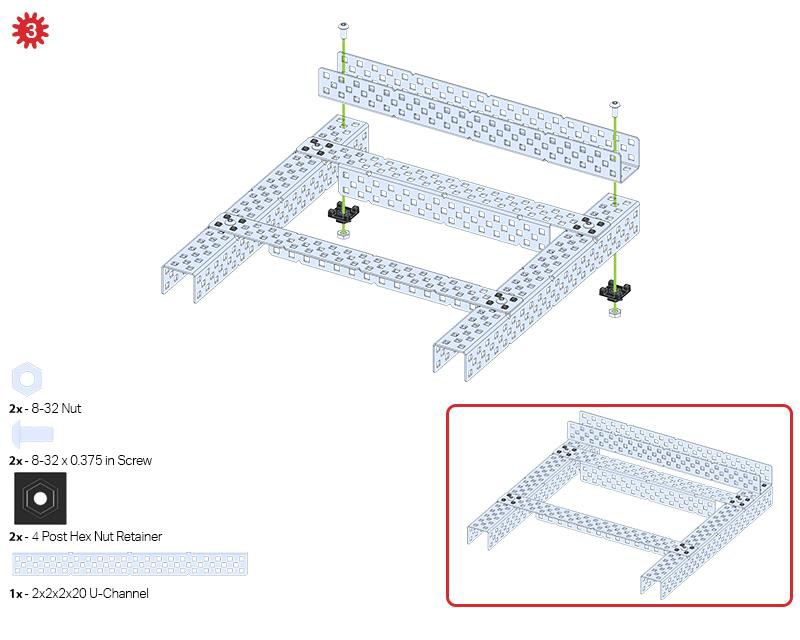 3
2x - 8-32 Nut
2x - 8-32 x 0.375 in Screw
2x - 4 Post Hex Nut Retainer
1x - 2x2x2x20 U-Channel